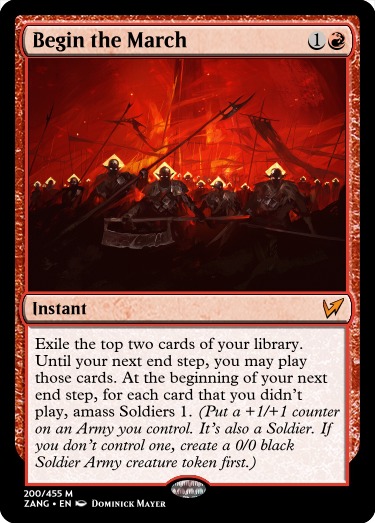 Begin the March 1
Instant
Exile the top two cards of your library.
Until your next end step, you may play
those cards. At the beginning of your next
end step, for each card that you didn't
play, amass Soldiers 1. (Put a +1/+1 counter
on an Army you control. It's also a Soldier. If
you don't control one, create a 0/0 black
Soldier Army creature token first.)
200/455 M
ZANG • EN Dominick Mayer